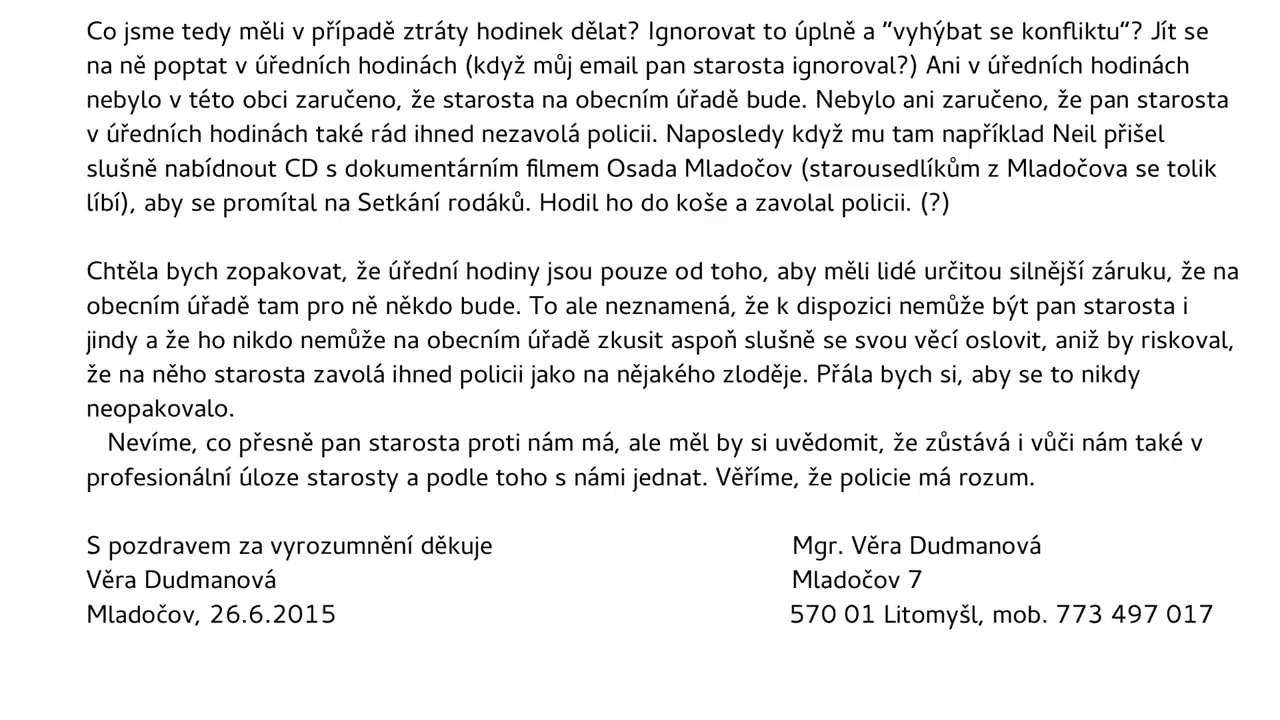 Co jsme tedy měli v případě ztráty hodinek dělat? Ignorovat to úplně a "vyhýbat se konfliktu"? Jít se
na ně poptat v úředních hodinách (když můj email pan starosta ignoroval?) Ani v úředních hodinách
nebylo v této obci zaručeno, že starosta na obecním úřadě bude. Nebylo ani zaručeno, že pan starosta
v úředních hodinách také rád ihned nezavolá policii. Naposledy když mu tam například Neil přišel
slušně nabídnout CD s dokumentárním filmem Osada Mladočov (starousedlíkům z Mladočova se tolik
líbí), aby se promítal na Setkání rodáků. Hodil ho do koše a zavolal policii. (?)
Chtěla bych zopakovat, že úřední hodiny jsou pouze od toho, aby měli lidé určitou silnější záruku, že na
obecním úřadě tam pro ně někdo bude. To ale neznamená, že k dispozici nemůže být pan starosta i
jindy a že ho nikdo nemůže na obecním úřadě zkusit aspoň slušně se svou věcí oslovit, aniž by riskoval,
že na něho starosta zavolá ihned policii jako na nějakého zloděje. Přála bych si, aby se to nikdy
neopakovalo.
Nevíme, co přesně pan starosta proti nám má, ale měl by si uvědomit, že zůstává i vůči nám také v
profesionální úloze starosty a podle toho s námi jednat. Věříme, že policie má rozum.
S pozdravem za vyrozumnění děkuje Mgr. Věra Dudmanová
Věra Dudmanová Mladočov 7
Mladočov, 26.6.2015 570 01 Litomyšl, mob. 773 497 017